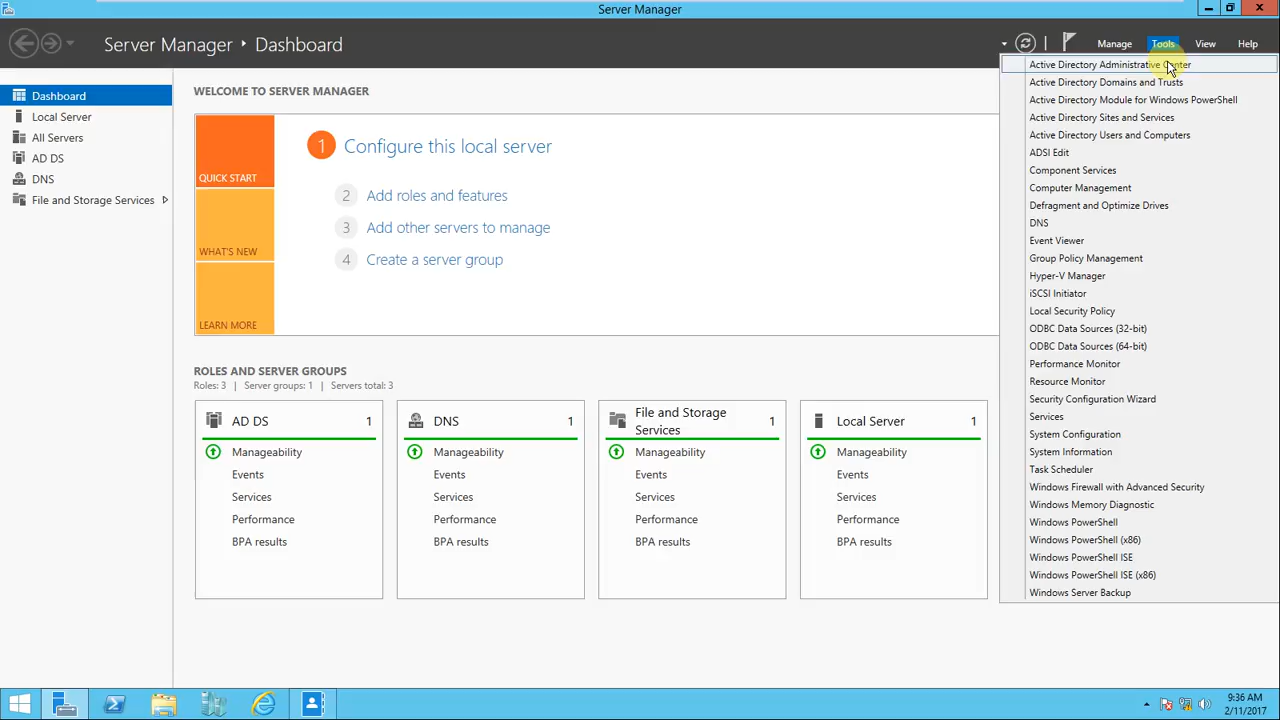 Server Manager
Server Manager ‣ Dashboard
Manage
Tools
View
Help
Dashboard
Local Server
All Servers
AD DS
DNS
File and Storage Services
WELCOME TO SERVER MANAGER
QUICK START
WHAT'S NEW
LEARN MORE
1 Configure this local server
2 Add roles and features
3 Add other servers to manage
4 Create a server group
ROLES AND SERVER GROUPS
Roles: 3 | Server groups: 1 | Servers total: 3
AD DS 1
Manageability
Events
Services
Performance
BPA results
DNS 1
Manageability
Events
Services
Performance
BPA results
File and Storage
Services 1
Manageability
Events
Services
Performance
BPA results
Local Server 1
Manageability
Events
Services
Performance
BPA results
Active Directory Administrative Center
Active Directory Domains and Trusts
Active Directory Module for Windows PowerShell
Active Directory Sites and Services
Active Directory Users and Computers
ADSI Edit
Component Services
Computer Management
Defragment and Optimize Drives
DNS
Event Viewer
Group Policy Management
Hyper-V Manager
iSCSI Initiator
Local Security Policy
ODBC Data Sources (32-bit)
ODBC Data Sources (64-bit)
Performance Monitor
Resource Monitor
Security Configuration Wizard
Services
System Configuration
System Information
Task Scheduler
Windows Firewall with Advanced Security
Windows Memory Diagnostic
Windows PowerShell
Windows PowerShell (x86)
Windows PowerShell ISE
Windows PowerShell ISE (x86)
Windows Server Backup
9:36 AM
2/11/2017